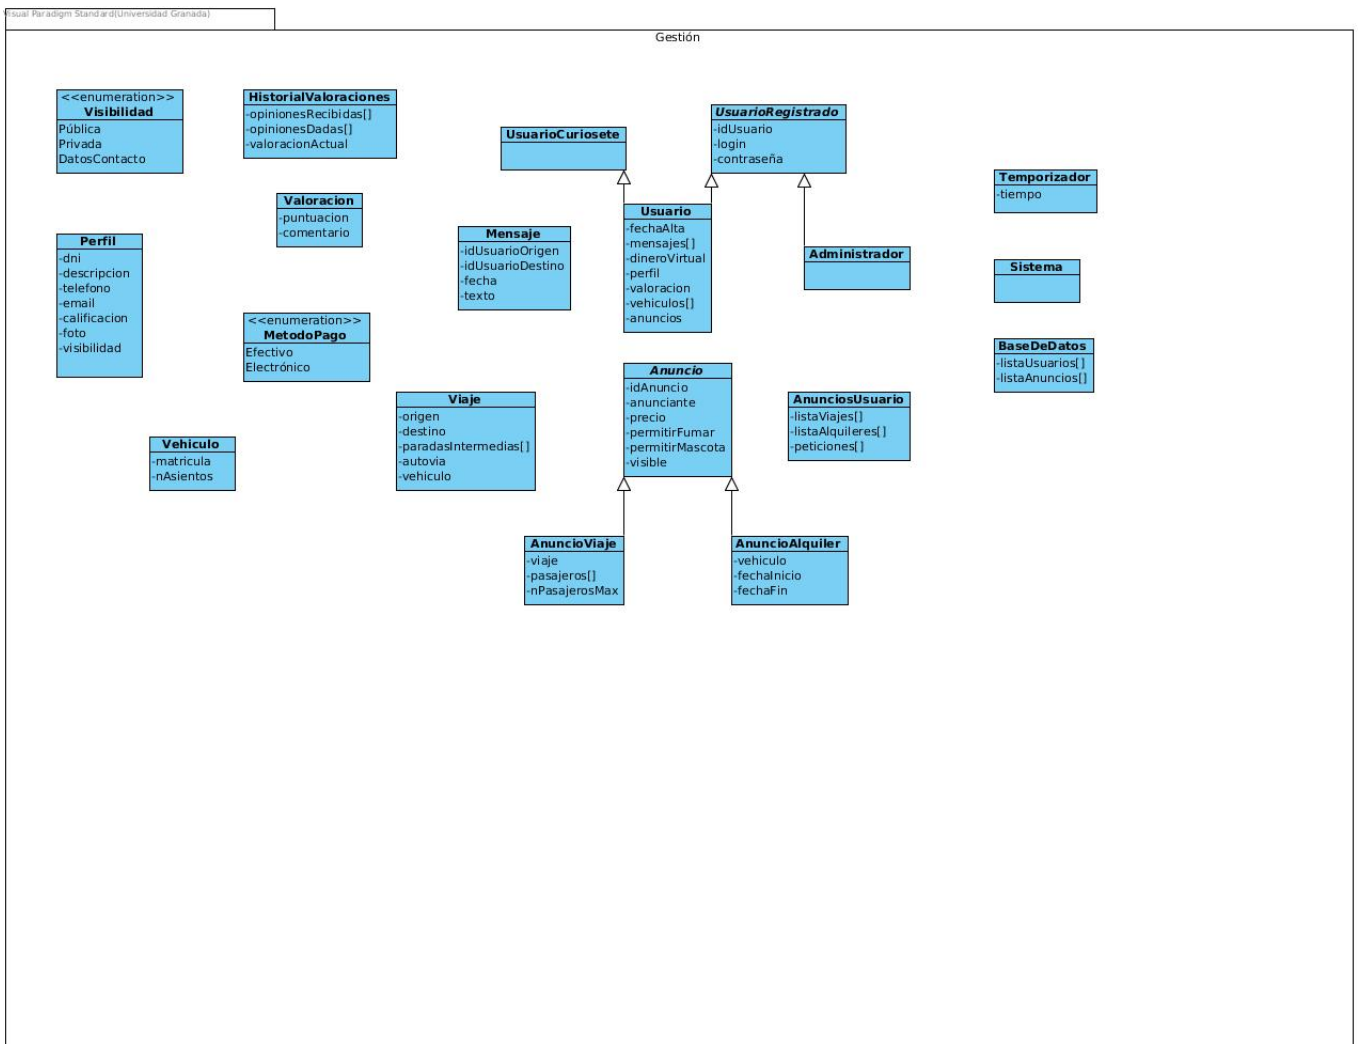 Visual Paradigm Standard(Universidad Granada)
Gestión
<<enumeration>>
Visibilidad
Pública
Privada
DatosContacto
HistorialValoraciones
-opinionesRecibidas[]
-opinionesDadas[]
-valoracionActual
UsuarioCuriosete
UsuarioRegistrado
-idUsuario
-login
-contraseña
Temporizador
-tiempo
Valoracion
-puntuacion
-comentario
Usuario
-fechaAlta
-mensajes[]
-dineroVirtual
-perfil
-valoracion
-vehiculos[]
-anuncios
Mensaje
-idUsuarioOrigen
-idUsuarioDestino
-fecha
-texto
Perfil
-dni
-descripcion
-telefono
-email
-calificacion
-foto
-visibilidad
Administrador
Sistema
<<enumeration>>
MetodoPago
Efectivo
Electrónico
BaseDeDatos
-listaUsuarios[]
-listaAnuncios[]
Anuncio
-idAnuncio
-anunciante
-precio
-permitirFumar
-permitirMascota
-visible
Viaje
-origen
-destino
-paradasIntermedias[]
-autovia
-vehiculo
AnunciosUsuario
-listaViajes[]
-listaAlquileres[]
-peticiones[]
Vehiculo
-matricula
-nAsientos
AnuncioViaje
-viaje
-pasajeros[]
-nPasajerosMax
AnuncioAlquiler
-vehiculo
-fechaInicio
-fechaFin